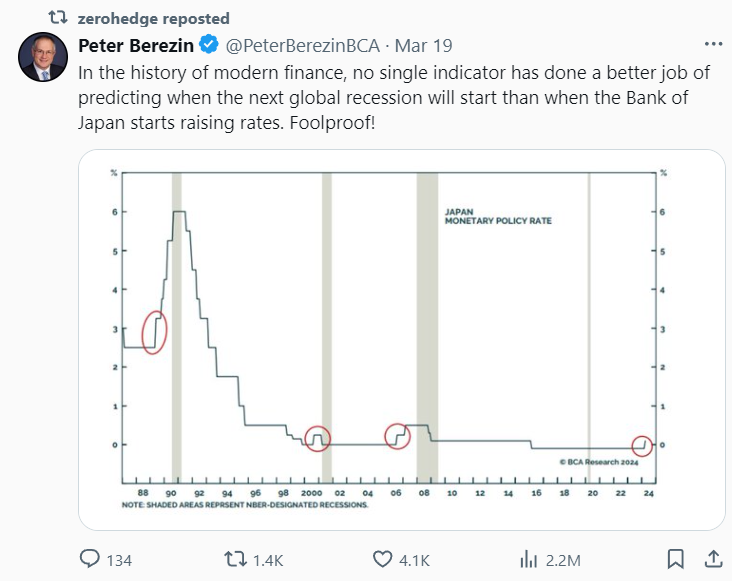 zerohedge reposted
Peter Berezin @PeterBerezinBCA · Mar 19
In the history of modern finance, no single indicator has done a better job of
predicting when the next global recession will start than when the Bank of
Japan starts raising rates. Foolproof!
% %
JAPAN
MONETARY POLICY RATE
6 6
5 5
4 4
3 3
2 2
1 1
0 0
© BCA Research 2024
88 90 92 94 96 98 2000 02 04 06 08 10 12 14 16 18 20 22 24
NOTE: SHADED AREAS REPRSENT NBER-DESIGNATED RECESSIONS.
134 1.4K 4.1K 2.2M